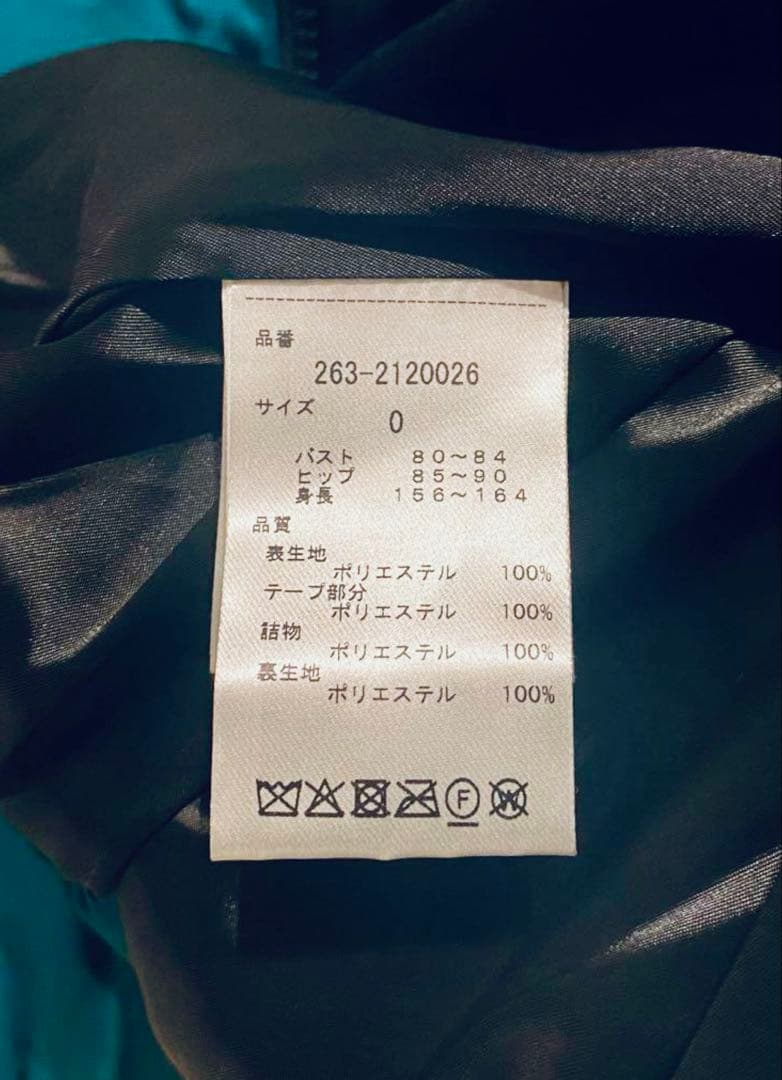 品番
263-2120026
サイズ
0
バスト 80～84
ヒップ 85～90
身長 156～164
品質
表生地
ポリエステル 100%
テープ部分
ポリエステル 100%
詰物
ポリエステル 100%
裏生地
ポリエステル 100%
F W